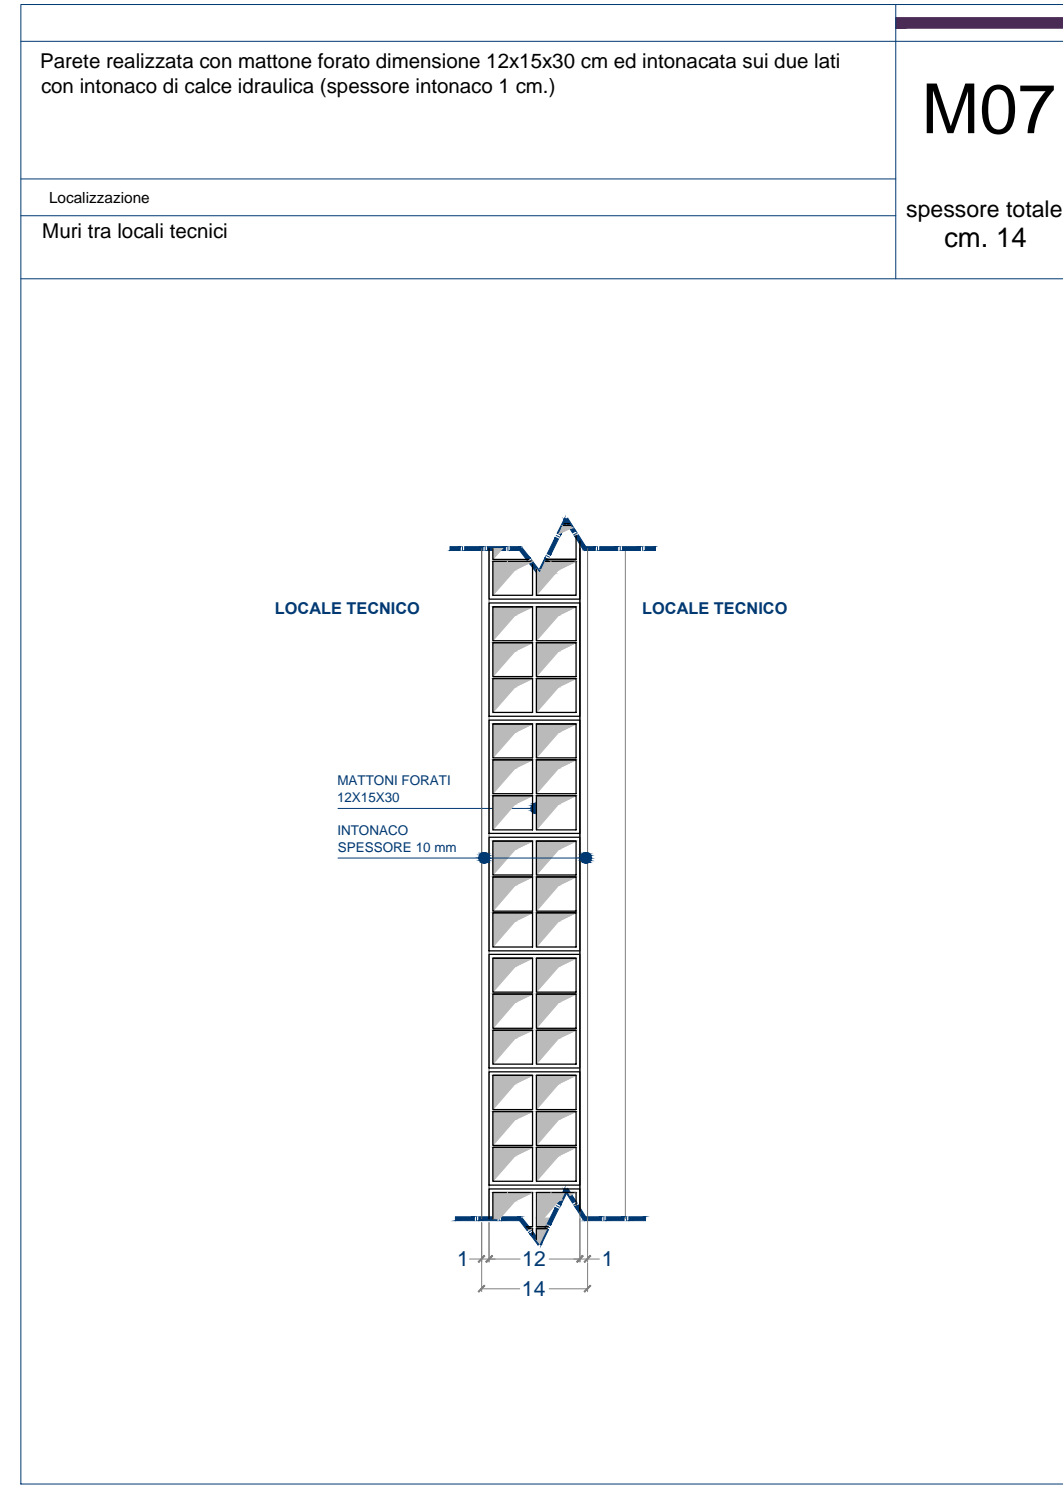 Parete realizzata con mattone forato dimensione 12x15x30 cm ed intonacata sui due lati
con intonaco di calce idraulica (spessore intonaco 1 cm.)
M07
Localizzazione
spessore totale
cm. 14
Muri tra locali tecnici
LOCALE TECNICO
LOCALE TECNICO
MATTONI FORATI
12X15X30
INTONACO
SPESSORE 10 mm
1 12 1
14